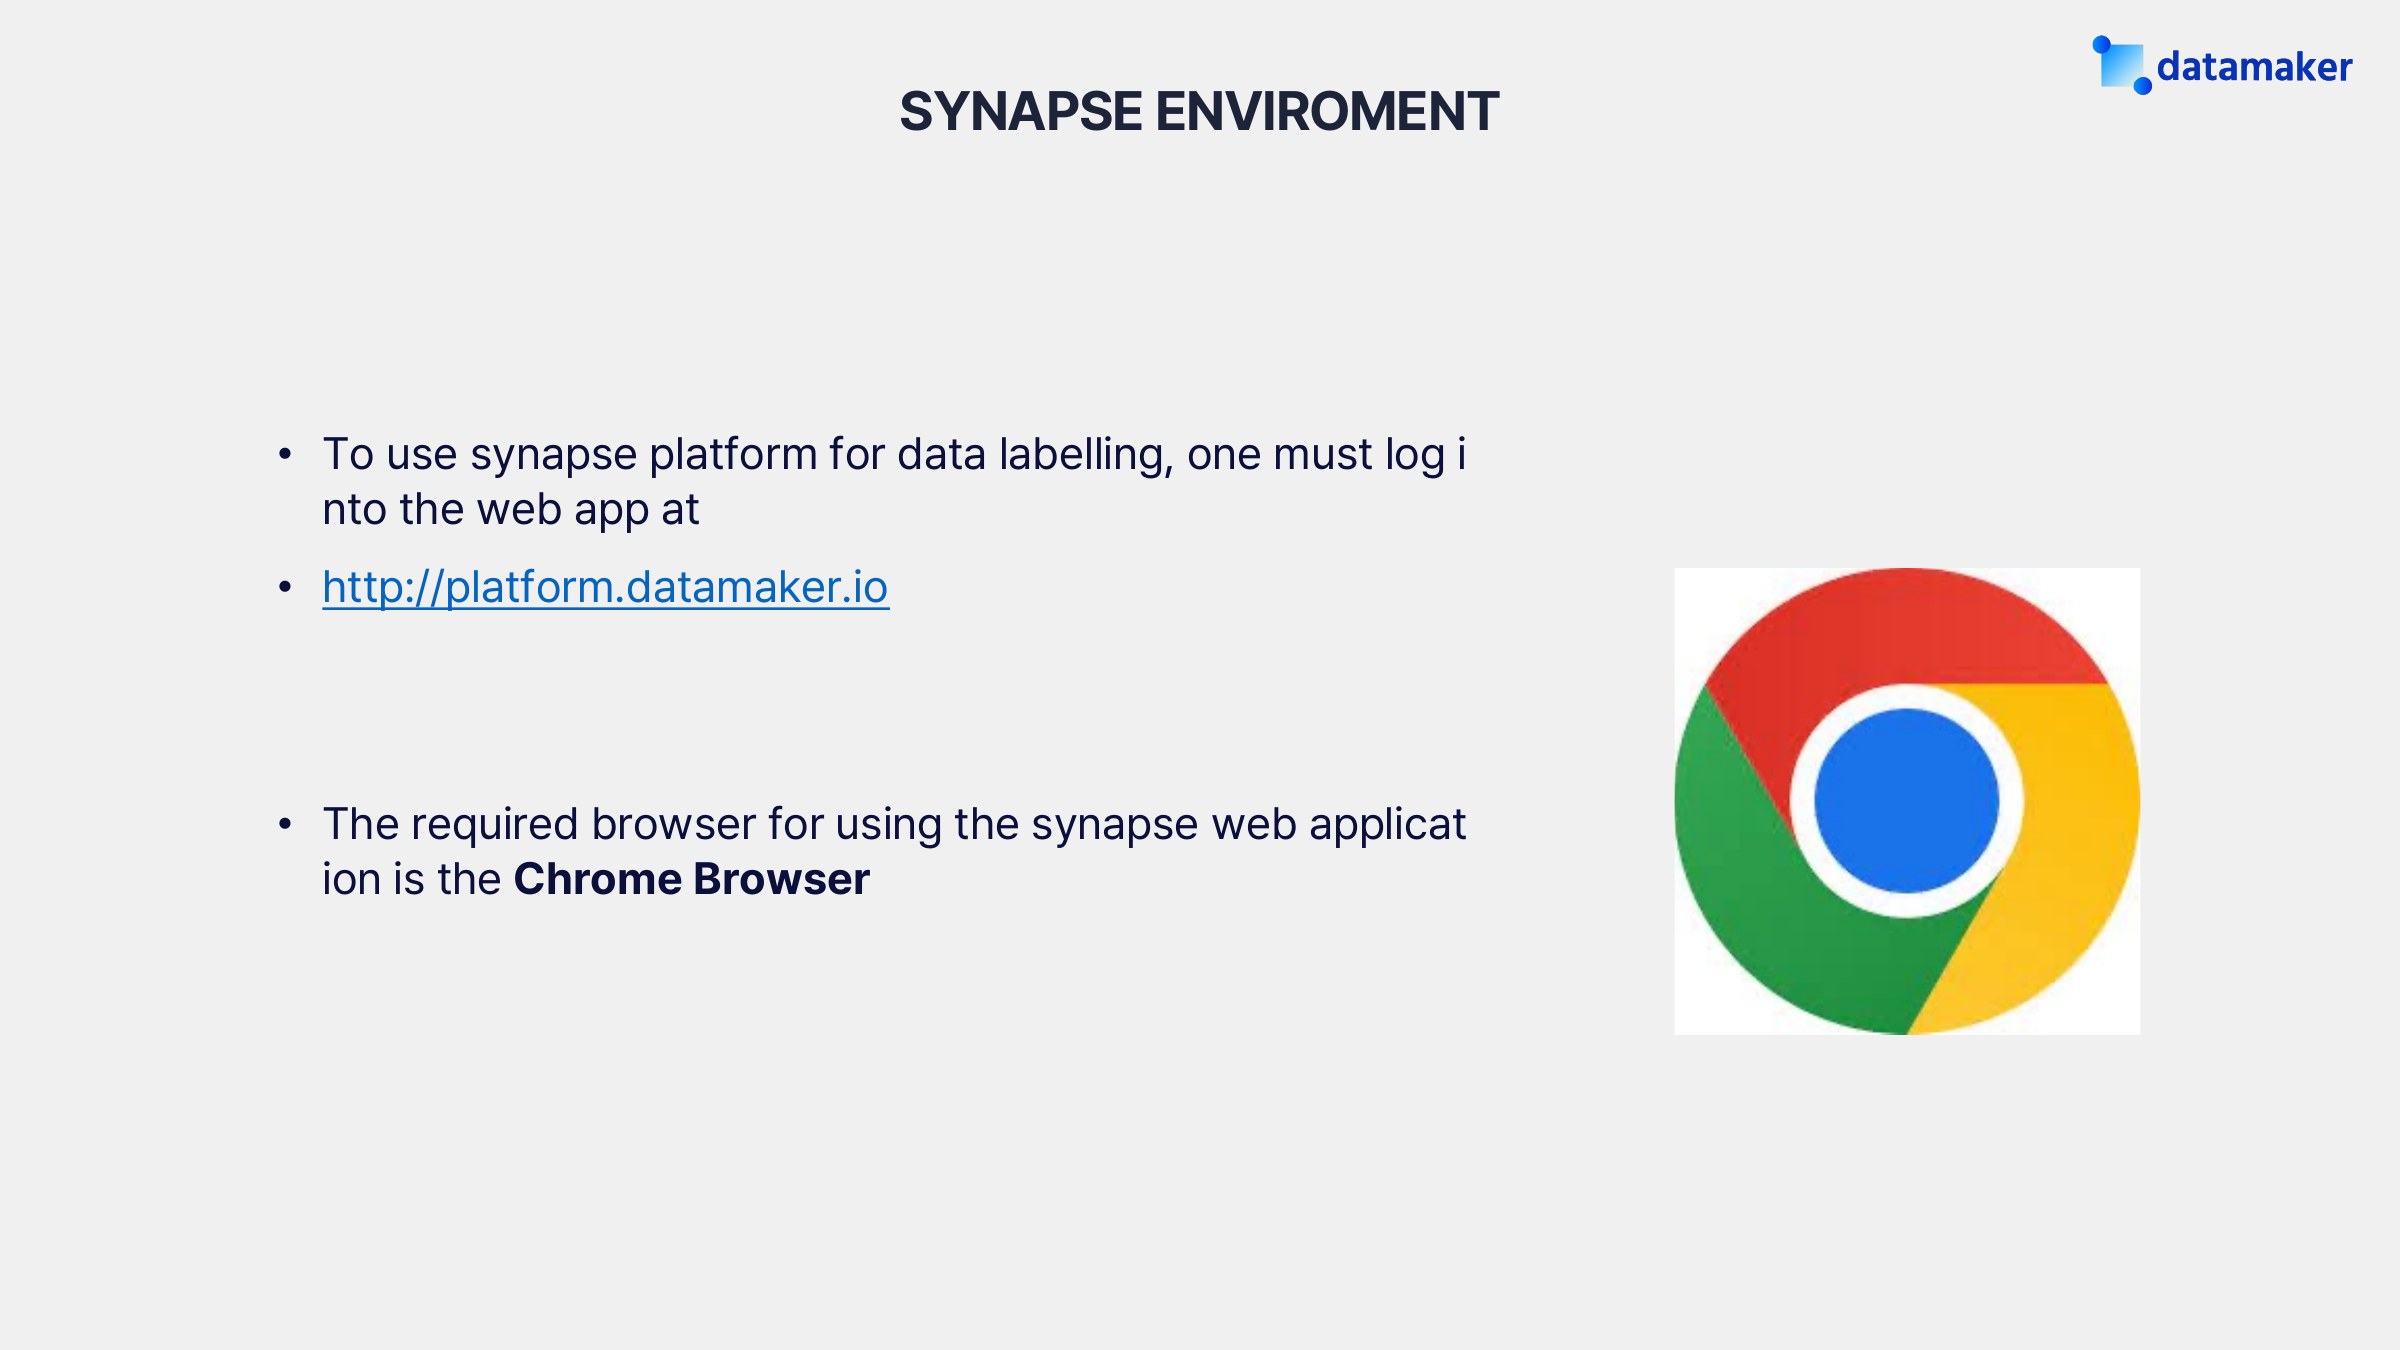 datamaker
SYNAPSE ENVIROMENT
• To use synapse platform for data labelling, one must log i
nto the web app at
• http://platform.datamaker.io
• The required browser for using the synapse web applicat
ion is the Chrome Browser